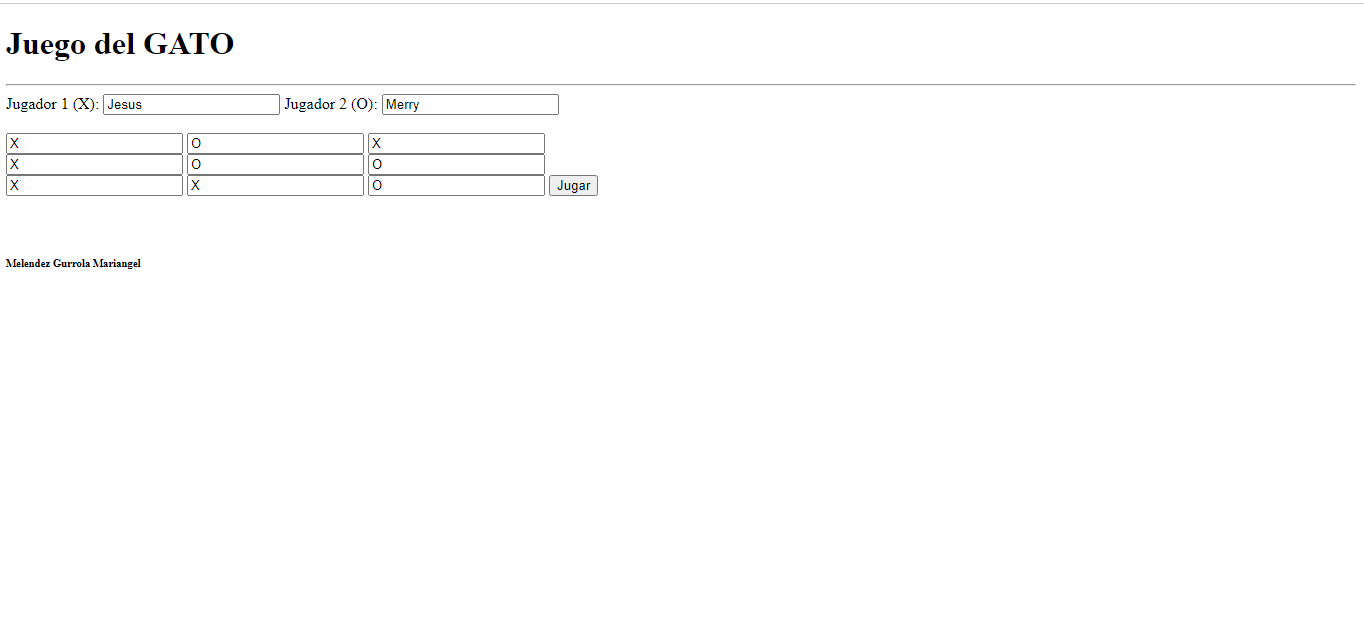 Juego del GATO
Jugador 1 (X): Jesus Jugador 2 (O): Merry
X O X
X O O
X X O Jugar
Melendez Gurrola Mariangel